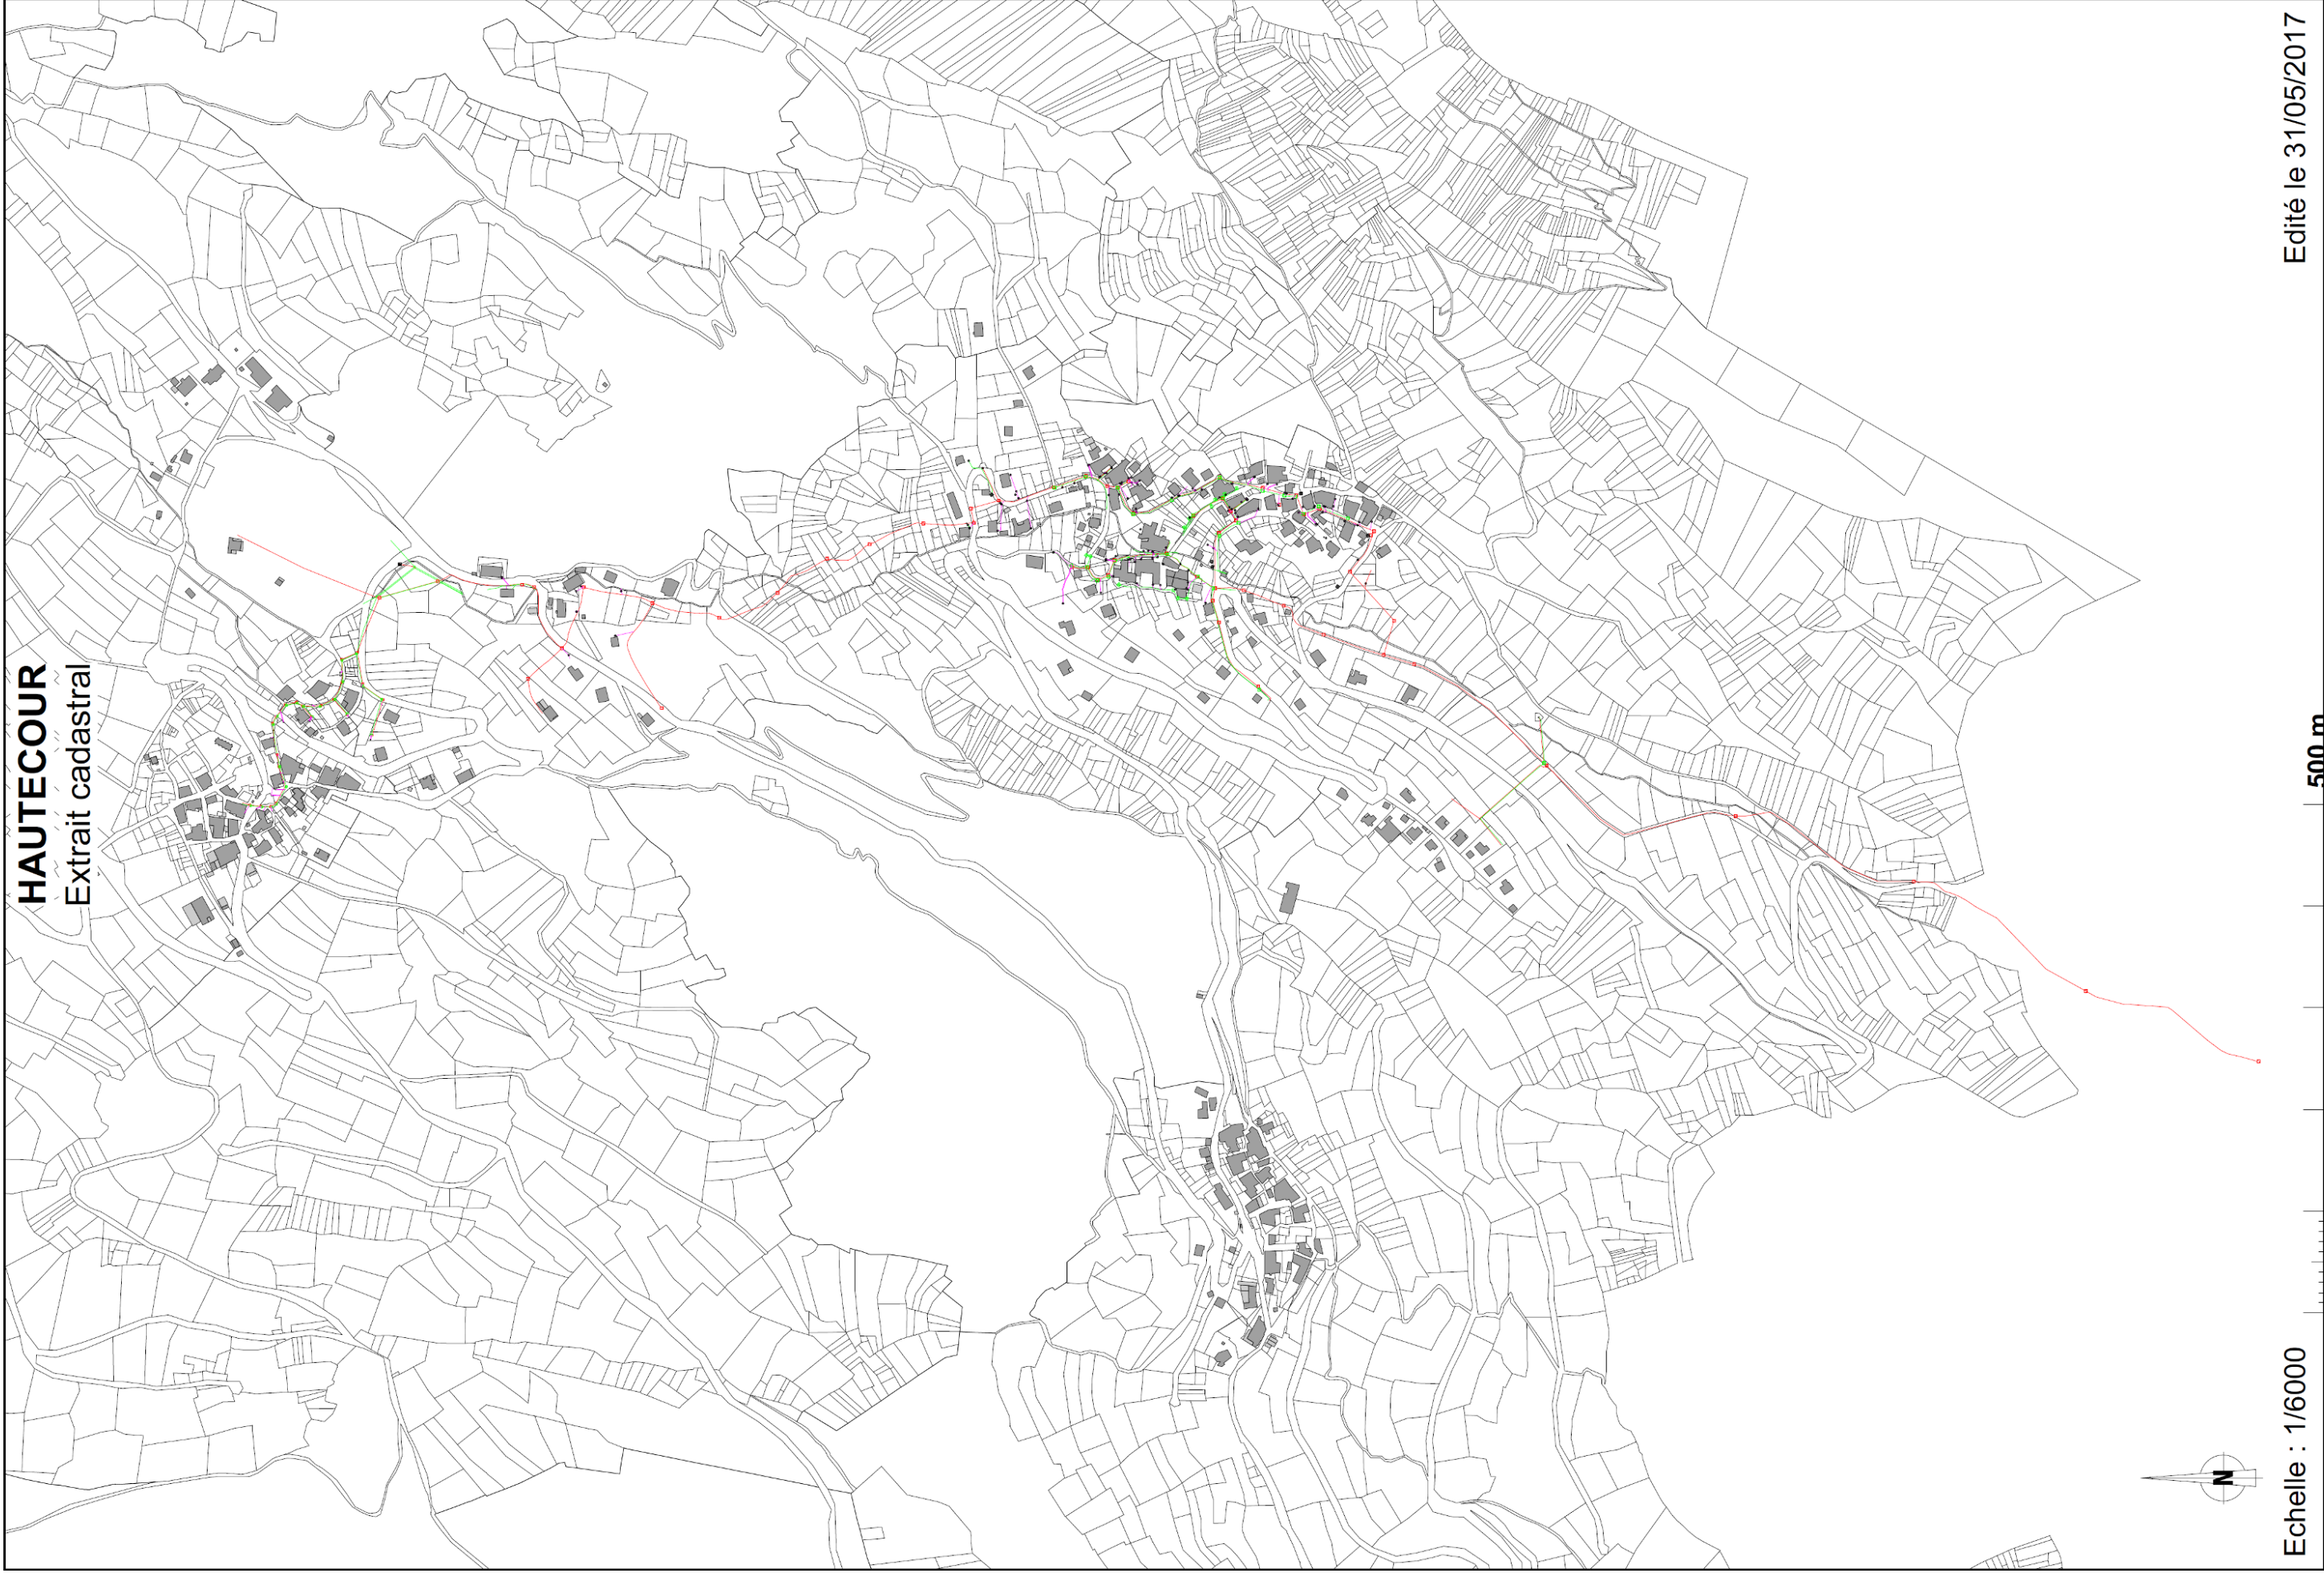 HAUTECOUR
Extrait cadastral
Echelle : 1/6000
N
500 m
Edité le 31/05/2017